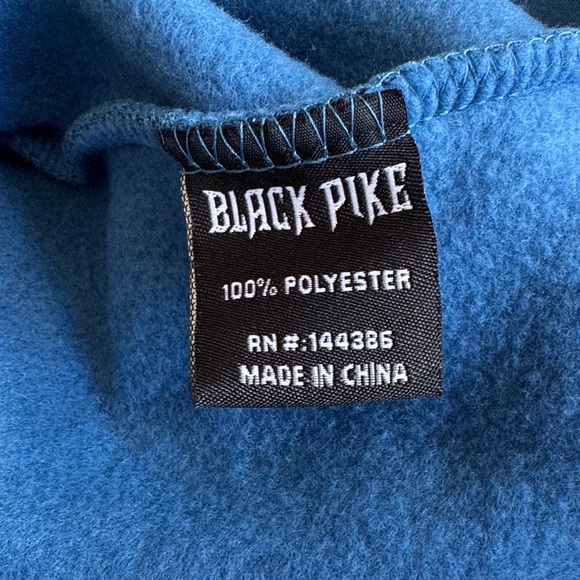 BLACK PIKE
100% POLYESTER
RN #:144386
MADE IN CHINA